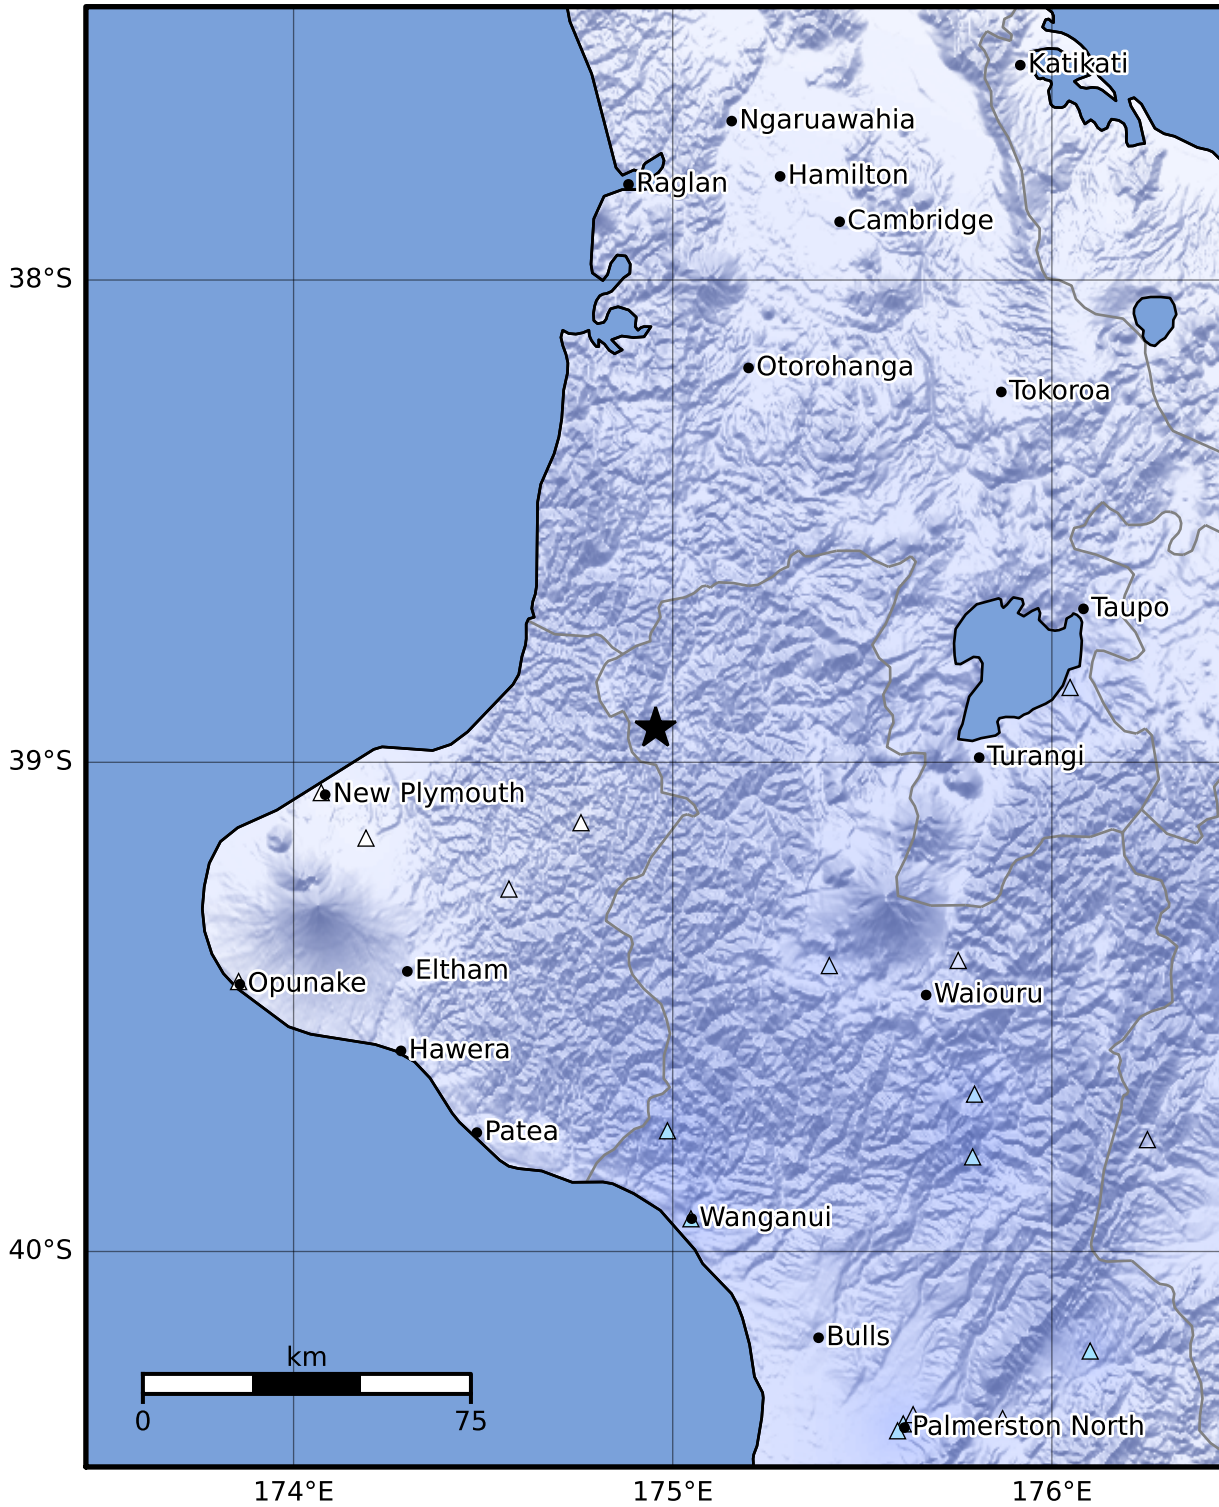 Katikati
Ngaruawahia
Hamilton
Raglan
Cambridge
38°S
Otorohanga
Tokoroa
Taupo
Turangi
39°S
New Plymouth
Eltham
Opunake
Waiouru
Hawera
Patea
Wanganui
40°S
Bulls
km
0
75
Palmerston North
174°E
175°E
176°E